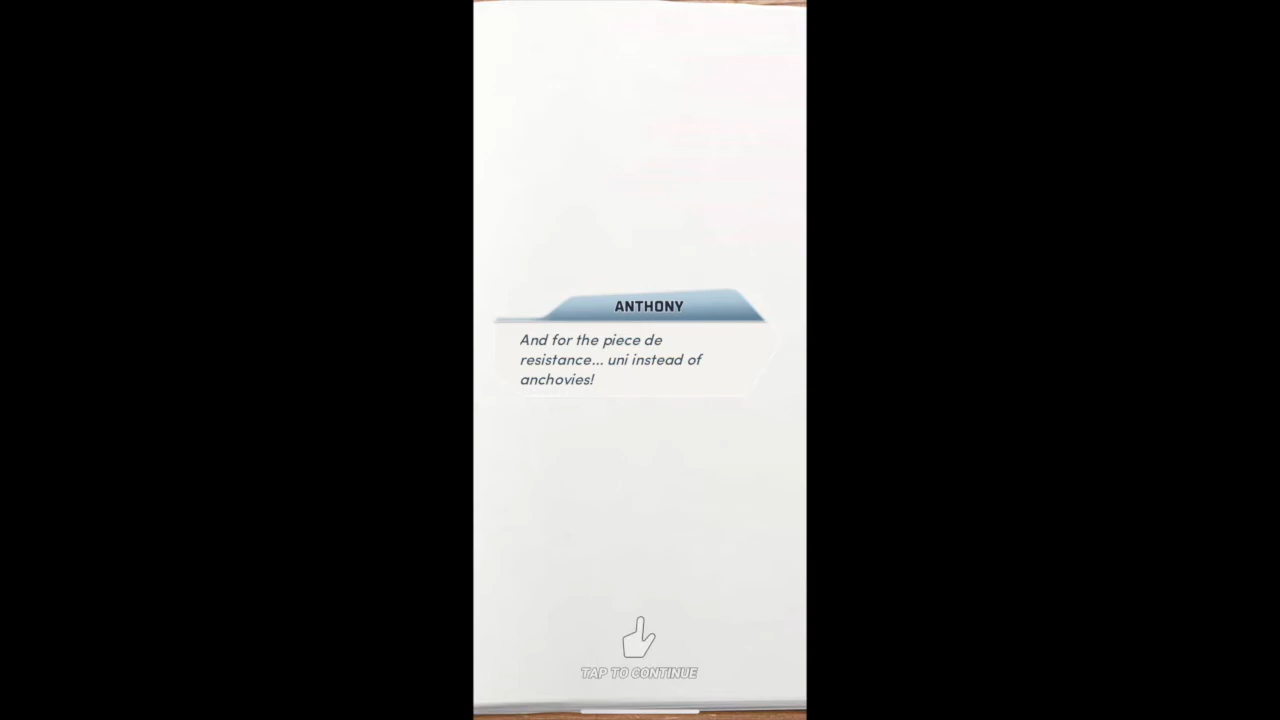 ANTHONY
And for the piece de
resistance... uni instead of
anchovies!
TAP TO CONTINUE